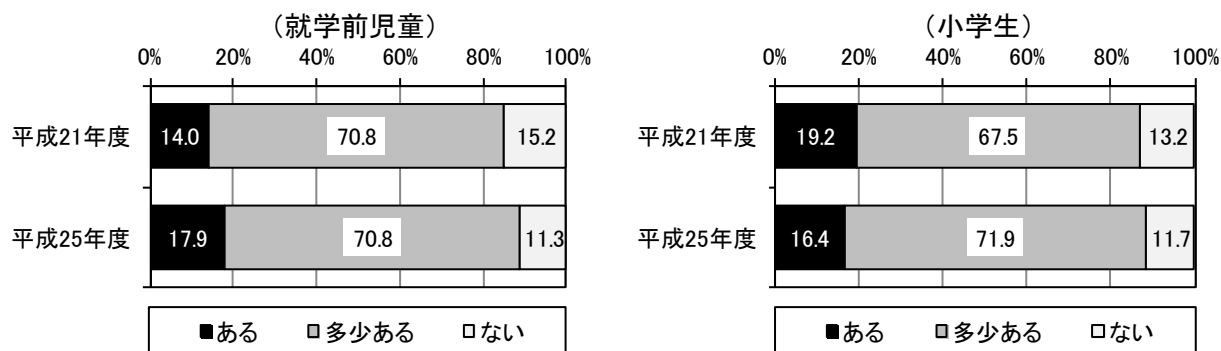 （就学前児童）
0% 20% 40% 60% 80% 100%
平成21年度 14.0 70.8 15.2
平成25年度 17.9 70.8 11.3
■ある ■多少ある □ない
（小学生）
0% 20% 40% 60% 80% 100%
平成21年度 19.2 67.5 13.2
平成25年度 16.4 71.9 11.7
■ある ■多少ある □ない